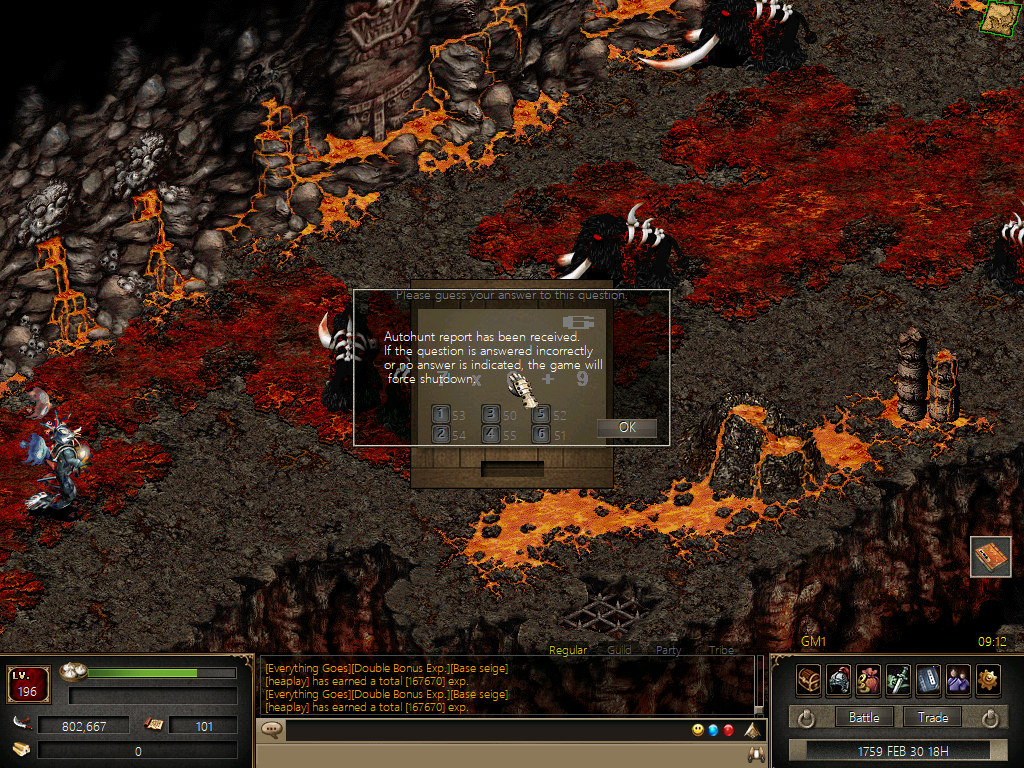 Please guess your answer to this question.
6
Autohunt report has been received.
If the question is answered incorrectly
or no answer is indicated, the game will
force shutdown.
x + 9
1 53 3 50 5 52
2 54 4 55 6 51
OK
GM1 09:12
Regular Guild Party Tribe
[Everything Goes][Double Bonus Exp.][Base seige]
[heaplay] has earned a total [167670] exp.
[Everything Goes][Double Bonus Exp.][Base seige]
[heaplay] has earned a total [167670] exp.
LV.
196
802,667
101
0
Battle
Trade
1759 FEB 30 18H